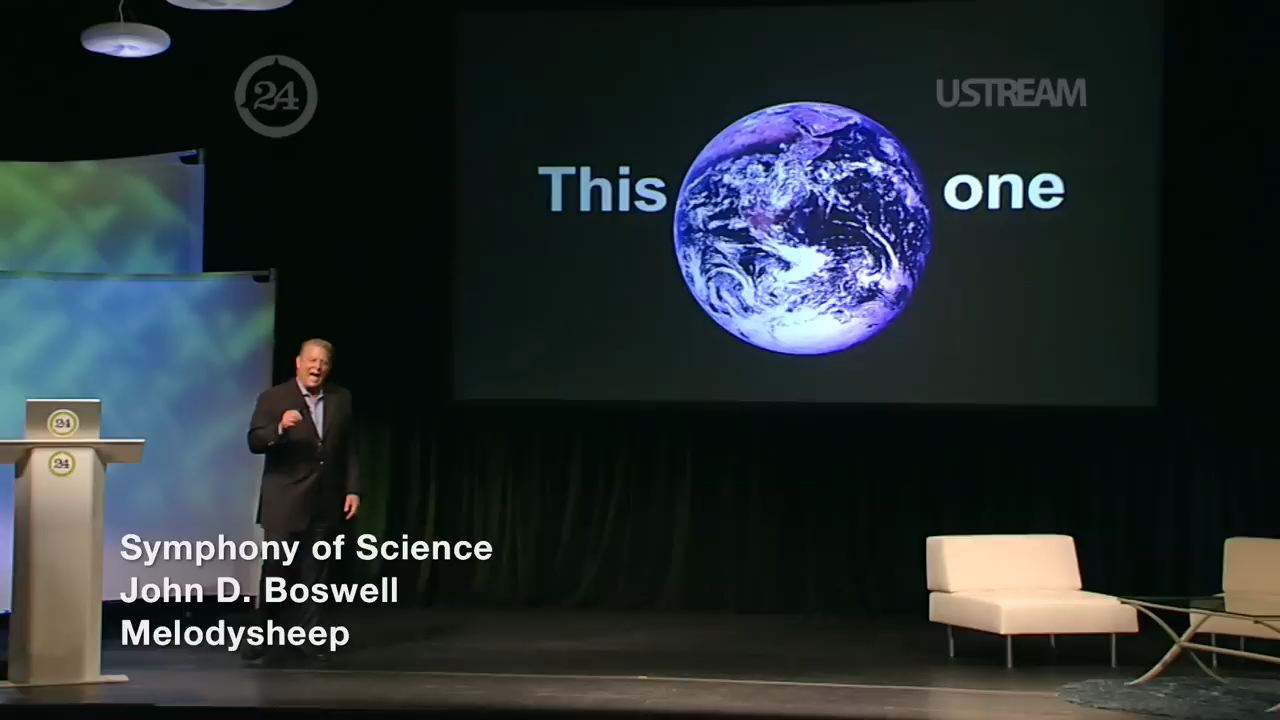 24
USTREAM
This one
24
24
Symphony of Science
John D. Boswell
Melodysheep